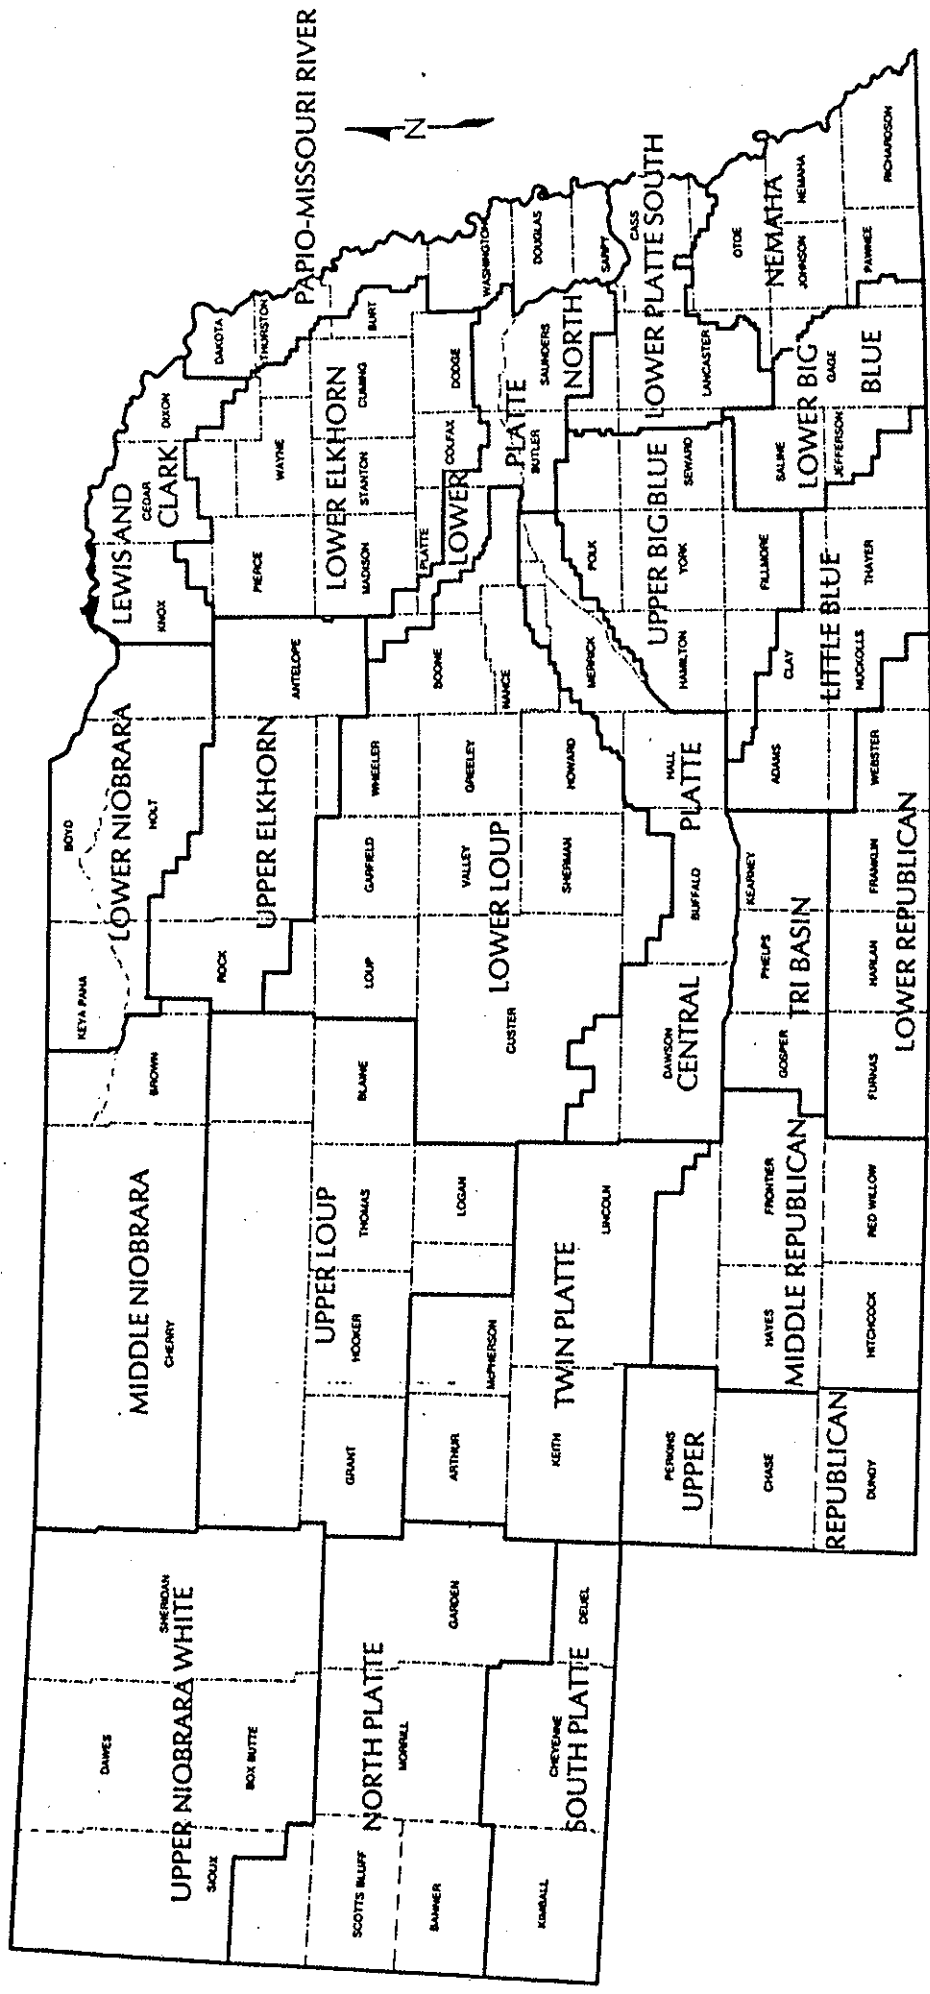 UPPER NIOBRARA WHITE
DAWES
SHERIDAN
SIOUX
BOX BUTTE
NORTH PLATTE
SCOTTS BLUFF
BANNER
MORRILL
GARDEN
SOUTH PLATTE
KIMBALL
CHEYENNE
DEUEL
MIDDLE NIOBRARA
CHERRY
BROWN
KEYA PAHA
LOWER NIOBRARA
BOYD
HOLT
ROCK
UPPER ELKHORN
ANTELOPE
LEWIS AND
CLARK
KNOX
CEDAR
DIXON
DAKOTA
THURSTON
PAPIO-MISSOURI RIVER
N
BURT
WASHINGTON
DOUGLAS
SARPY
LOWER ELKHORN
PIERCE
WAYNE
MADISON
STANTON
CUMING
PLATTE
COLFAX
DODGE
LOWER
PLATTE
NORTH
BUTLER
SAUNDERS
UPPER LOUP
GRANT
HOOKER
THOMAS
BLAINE
LOGAN
LOWER LOUP
LOUP
GARFIELD
WHEELER
CUSTER
VALLEY
GREELEY
BOONE
SHERMAN
HOWARD
NANCE
TWIN PLATTE
ARTHUR
McPHERSON
KEITH
LINCOLN
CENTRAL
PLATTE
DAWSON
BUFFALO
HALL
MERRICK
POLK
UPPER BIG BLUE
HAMILTON
YORK
SEWARD
FILLMORE
LOWER PLATTE SOUTH
LANCASTER
CASS
NEMAHA
OTOE
JOHNSON
NEMAHA
PAWNEE
RICHARDSON
LOWER BIG
BLUE
SALINE
GAGE
JEFFERSON
LITTLE BLUE
ADAMS
CLAY
NUCKOLLS
THAYER
WEBSTER
TRI BASIN
GOSPER
PHELPS
KEARNEY
LOWER REPUBLICAN
FURNAS
HARLAN
FRANKLIN
MIDDLE REPUBLICAN
HAYES
FRONTIER
HITCHCOCK
RED WILLOW
UPPER
REPUBLICAN
PERKINS
CHASE
DUNDY